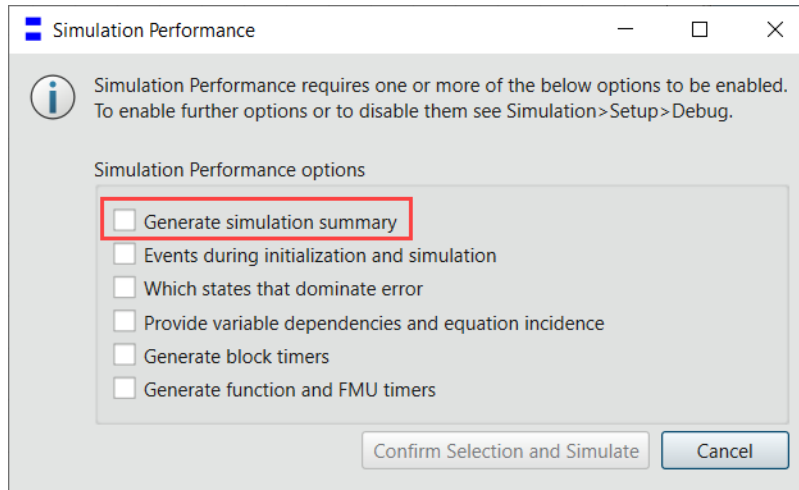 Simulation Performance
Simulation Performance requires one or more of the below options to be enabled.
To enable further options or to disable them see Simulation>Setup>Debug.
Simulation Performance options
Generate simulation summary
Events during initialization and simulation
Which states that dominate error
Provide variable dependencies and equation incidence
Generate block timers
Generate function and FMU timers
Confirm Selection and Simulate
Cancel